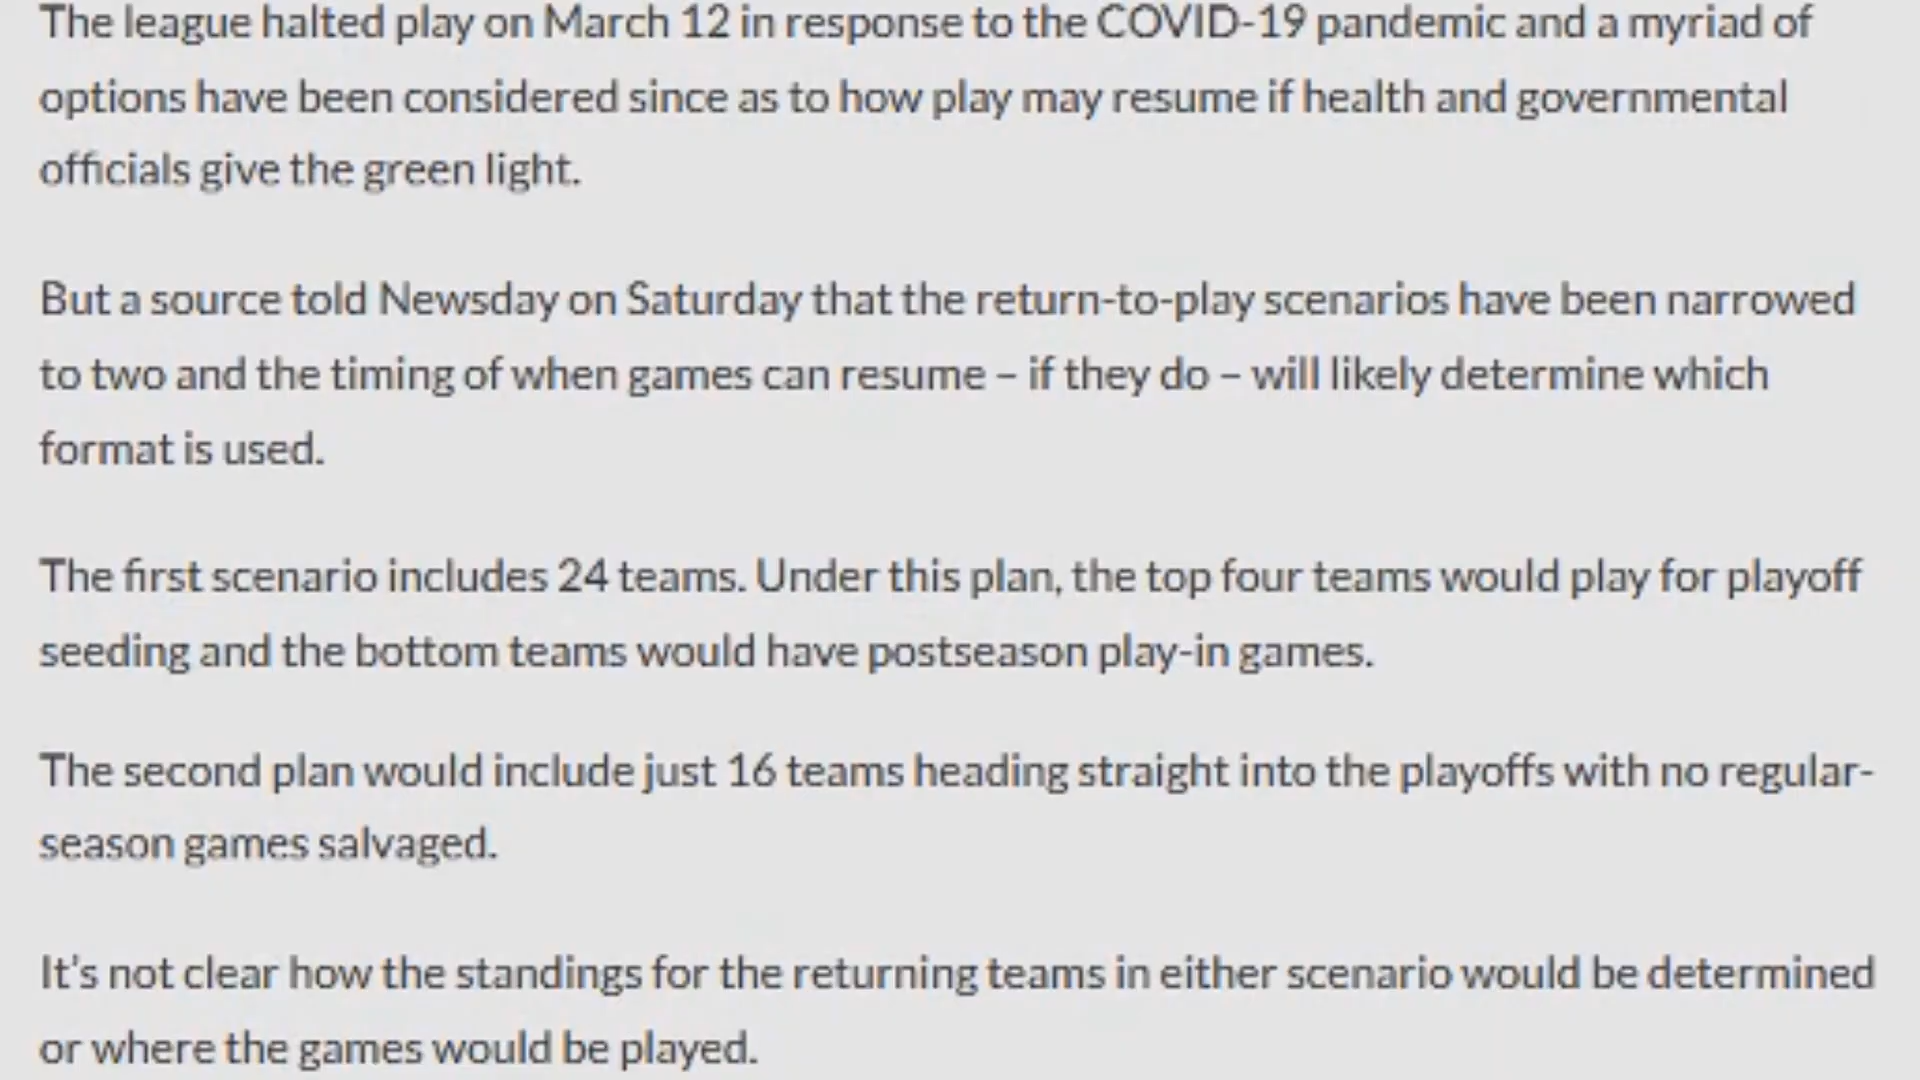 The league halted play on March 12 in response to the COVID-19 pandemic and a myriad of
options have been considered since as to how play may resume if health and governmental
officials give the green light.
But a source told Newsday on Saturday that the return-to-play scenarios have been narrowed
to two and the timing of when games can resume – if they do – will likely determine which
format is used.
The first scenario includes 24 teams. Under this plan, the top four teams would play for playoff
seeding and the bottom teams would have postseason play-in games.
The second plan would include just 16 teams heading straight into the playoffs with no regular-
season games salvaged.
It's not clear how the standings for the returning teams in either scenario would be determined
or where the games would be played.